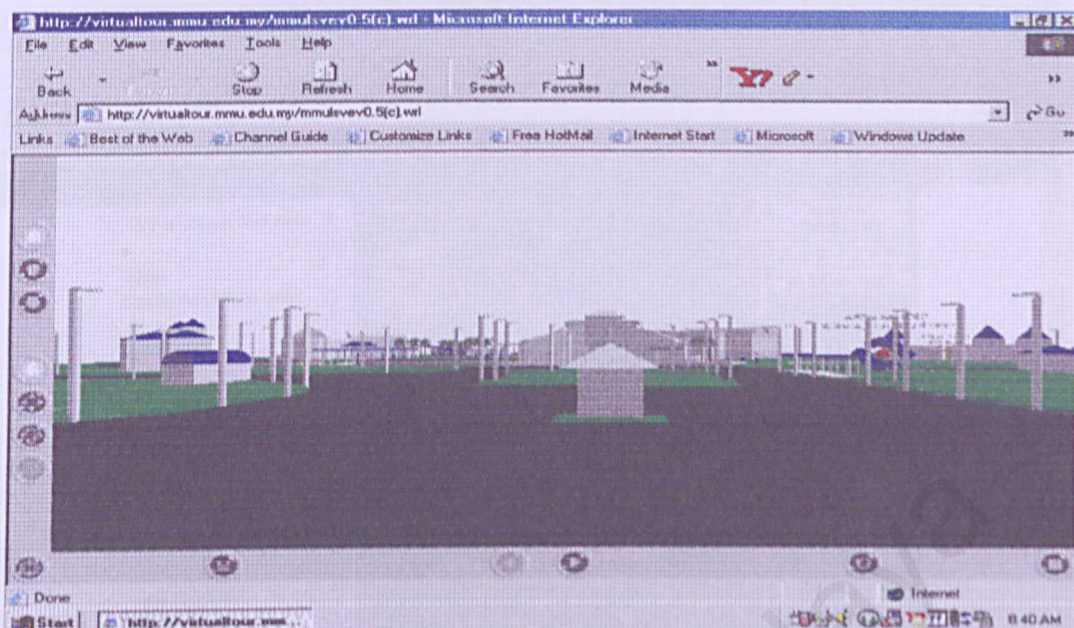 http://virtualtour.mmu.edu.my/mmulsvev0.5(c).wrl - Microsoft Internet Explorer
File Edit View Favorites Tools Help
Back Stop Refresh Home Search Favorites Media
Address http://virtualtour.mmu.edu.my/mmulsvev0.5(c).wrl Go
Links Best of the Web Channel Guide Customize Links Free HotMail Internet Start Microsoft Windows Update
Done Internet
Start http://virtualtour.mm... 8:40 AM